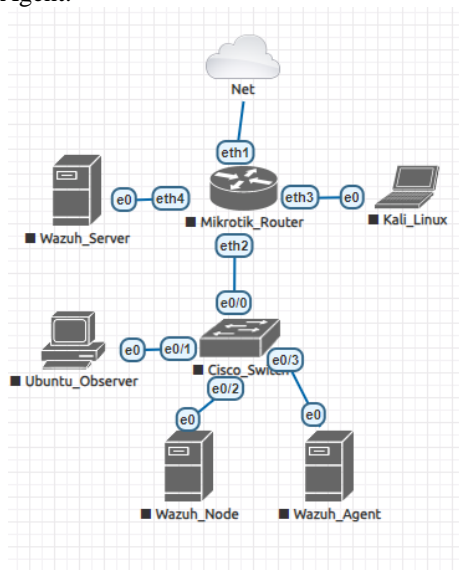 Agent.
Net
eth1
e0 eth4 eth3 e0
■ Mikrotik_Router
■ Kali_Linux
■ Wazuh_Server
eth2
e0/0
e0 e0/1
■ Cisco_Switch
e0/3
■ Ubuntu_Observer
e0/2
e0
e0
■ Wazuh_Node
■ Wazuh_Agent